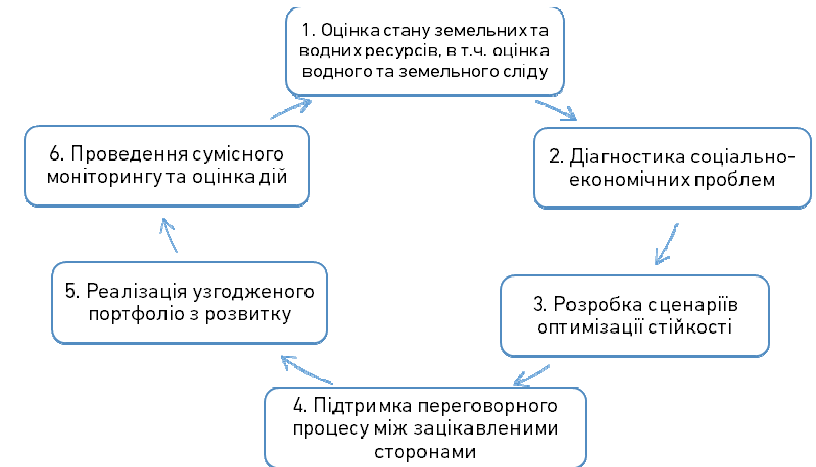 1. Оцінка стану земельних та
водних ресурсів, в т.ч. оцінка
водного та земельного сліду
2. Діагностика соціально-
економічних проблем
3. Розробка сценаріїв
оптимізації стійкості
4. Підтримка переговорного
процесу між зацікавленими
сторонами
5. Реалізація узгодженого
портфоліо з розвитку
6. Проведення сумісного
моніторингу та оцінка дій